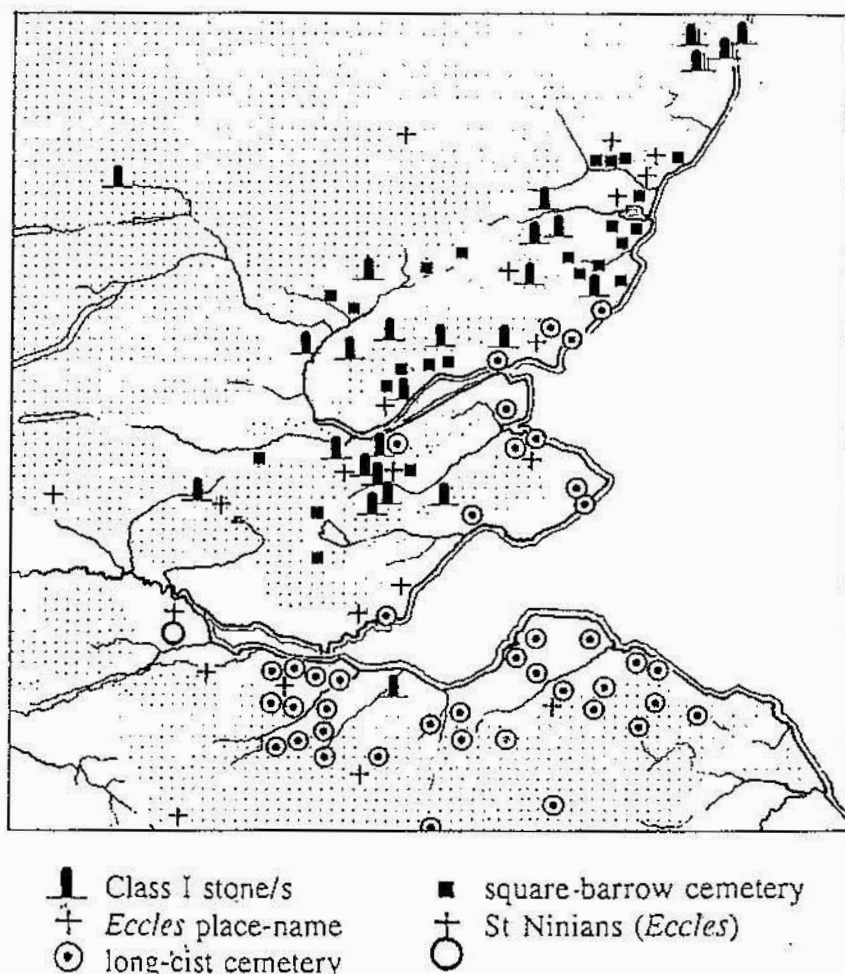 Class I stone/s
Eccles place-name
long-cist cemetery
square-barrow cemetery
St Ninians (Eccles)